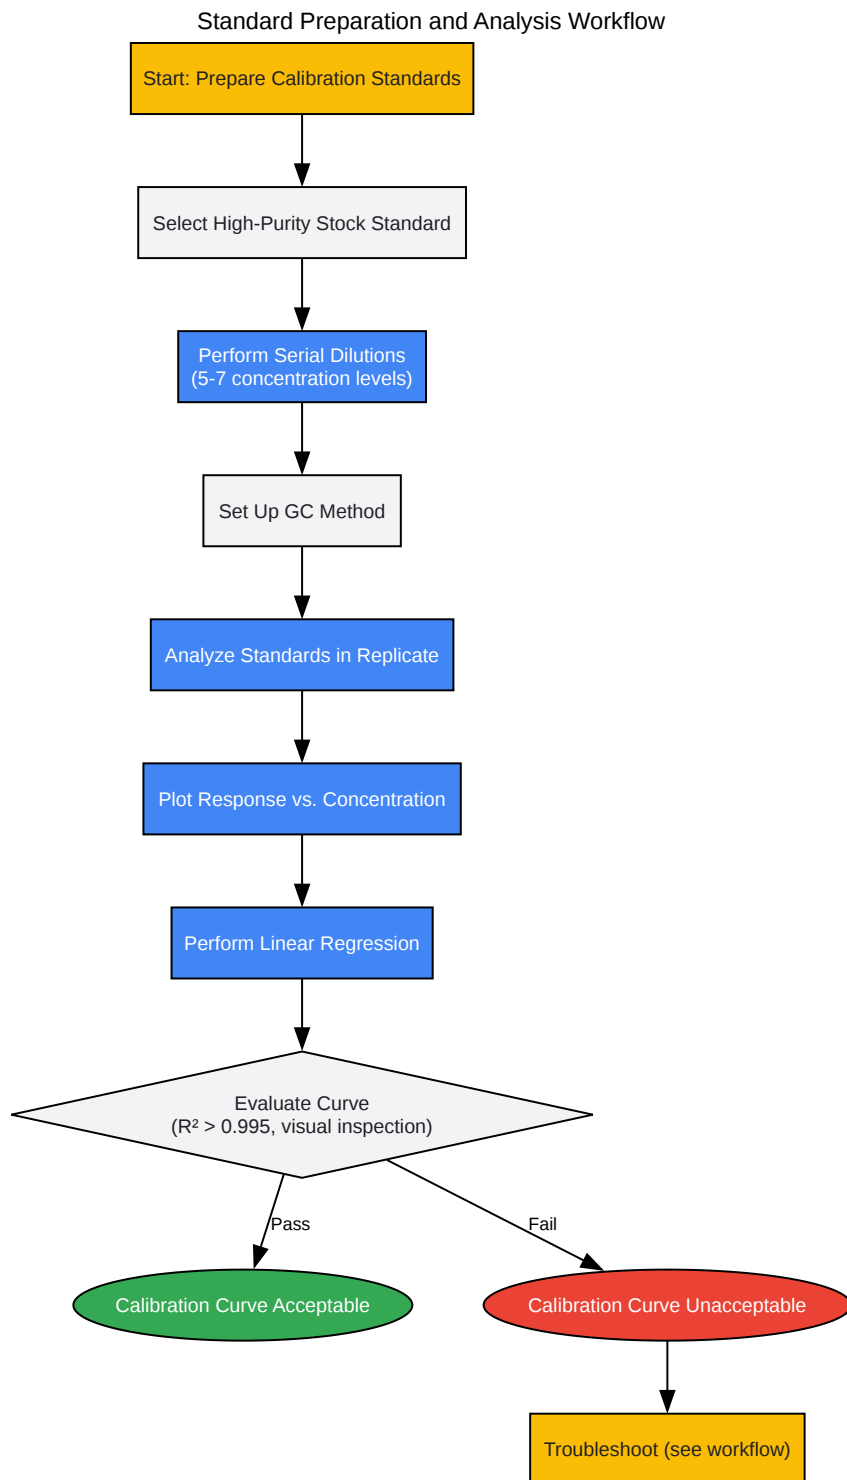 Standard Preparation and Analysis Workflow
Start: Prepare Calibration Standards
Select High-Purity Stock Standard
Perform Serial Dilutions
(5-7 concentration levels)
Set Up GC Method
Analyze Standards in Replicate
Plot Response vs. Concentration
Perform Linear Regression
Evaluate Curve
(R² > 0.995, visual inspection)
Pass
Fail
Calibration Curve Acceptable
Calibration Curve Unacceptable
Troubleshoot (see workflow)